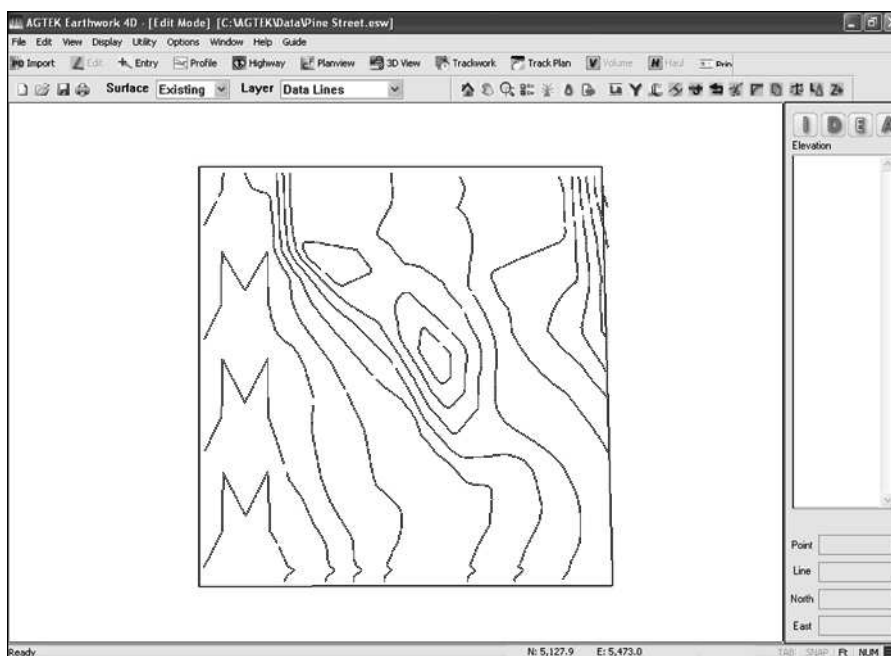 AGTEK Earthwork 4D - [Edit Mode] [C:\AGTEK\Data\Pine Street.esw]
File Edit View Display Utility Options Window Help Guide
Import Edit Entry Profile Highway Planview 3D View Trackwork Track Plan Volume Haul Prin
Surface Existing Layer Data Lines
I D E A
Elevation
Point
Line
North
East
Ready N: 5,127.9 E: 5,473.0 TAB SNAP Ft NUM